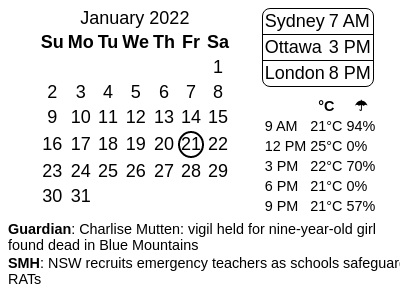 January 2022
Su Mo Tu We Th Fr Sa
1
2 3 4 5 6 7 8
9 10 11 12 13 14 15
16 17 18 19 20 21 22
23 24 25 26 27 28 29
30 31
Sydney 7 AM
Ottawa 3 PM
London 8 PM
°C ☂
9 AM 21°C 94%
12 PM 25°C 0%
3 PM 22°C 70%
6 PM 21°C 0%
9 PM 21°C 57%
Guardian: Charlise Mutten: vigil held for nine-year-old girl
found dead in Blue Mountains
SMH: NSW recruits emergency teachers as schools safeguar
RATs